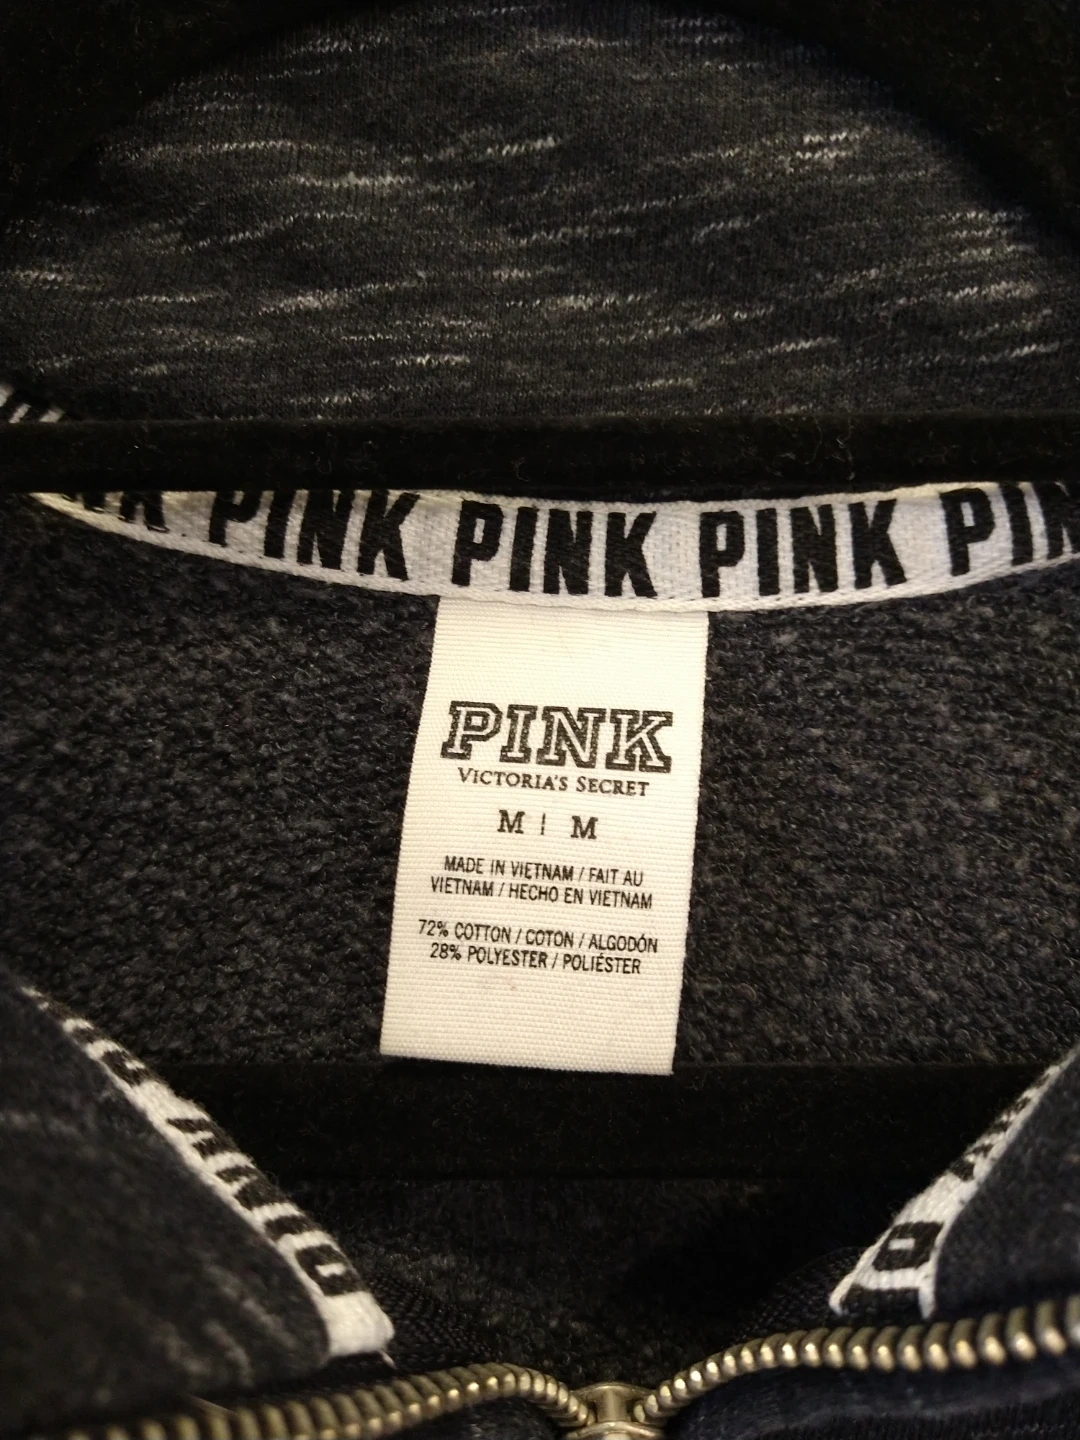 PINK PINK PINK PIN
PINK
VICTORIA'S SECRET
M | M
MADE IN VIETNAM / FAIT AU
VIETNAM / HECHO EN VIETNAM
72% COTTON / COTON / ALGODÓN
28% POLYESTER / POLIÉSTER